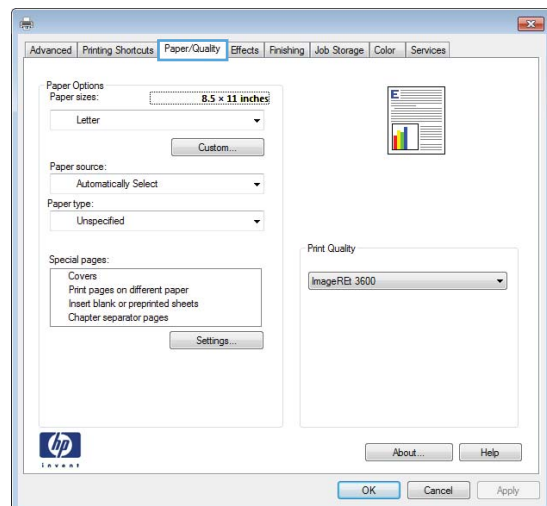 Advanced Printing Shortcuts Paper/Quality Effects Finishing Job Storage Color Services
Paper Options
Paper sizes: 8.5 × 11 inches
Letter
Custom...
Paper source:
Automatically Select
Paper type:
Unspecified
Special pages:
Covers
Print pages on different paper
Insert blank or preprinted sheets
Chapter separator pages
Settings...
E
Print Quality
ImageREt 3600
hp
invent
About... Help
OK Cancel Apply